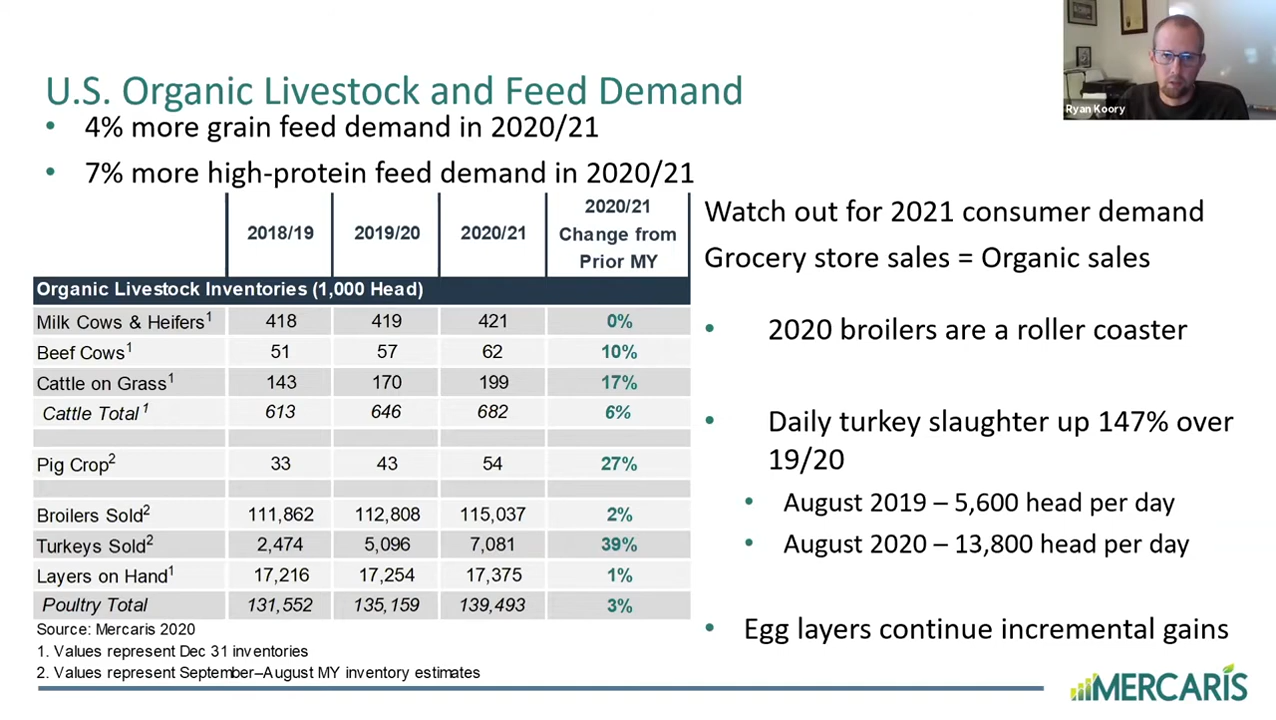 Ryan Koory
U.S. Organic Livestock and Feed Demand
• 4% more grain feed demand in 2020/21
• 7% more high-protein feed demand in 2020/21
2018/19 2019/20 2020/21 2020/21 Change from Prior MY
Organic Livestock Inventories (1,000 Head)
Milk Cows & Heifers¹ 418 419 421 0%
Beef Cows¹ 51 57 62 10%
Cattle on Grass¹ 143 170 199 17%
Cattle Total¹ 613 646 682 6%
Pig Crop² 33 43 54 27%
Broilers Sold² 111,862 112,808 115,037 2%
Turkeys Sold² 2,474 5,096 7,081 39%
Layers on Hand¹ 17,216 17,254 17,375 1%
Poultry Total 131,552 135,159 139,493 3%
Source: Mercaris 2020
1. Values represent Dec 31 inventories
2. Values represent September–August MY inventory estimates
Watch out for 2021 consumer demand
Grocery store sales = Organic sales
• 2020 broilers are a roller coaster
• Daily turkey slaughter up 147% over
19/20
• August 2019 – 5,600 head per day
• August 2020 – 13,800 head per day
• Egg layers continue incremental gains
MERCARIS